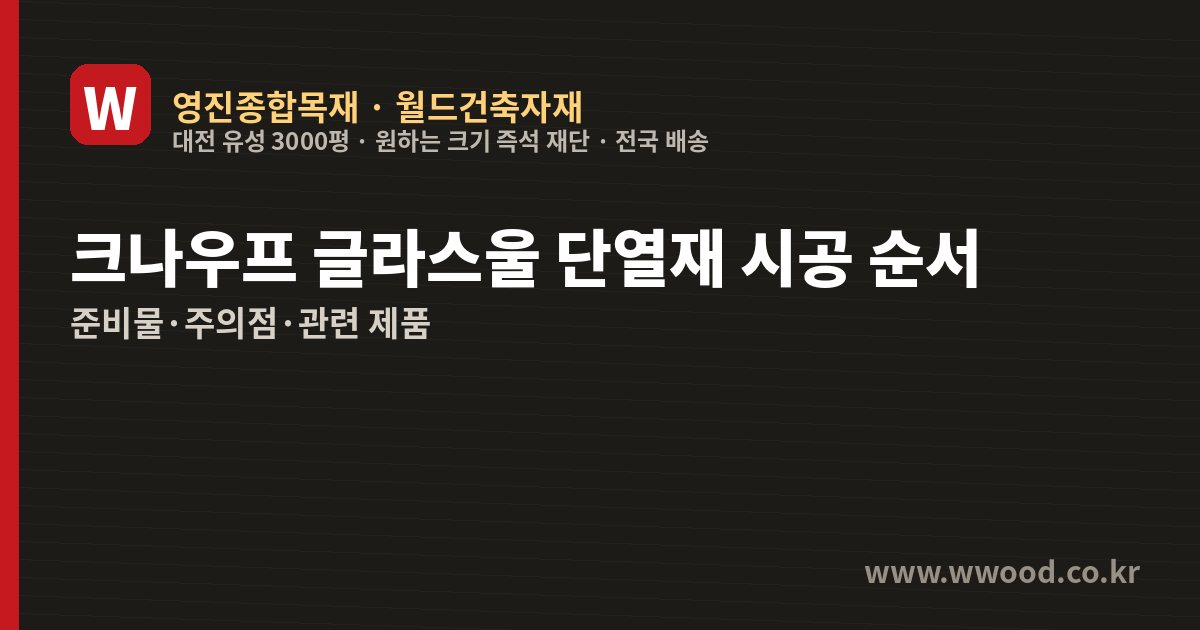 W
영진종합목재 · 월드건축자재
대전 유성 3000평 · 원하는 크기 즉석 재단 · 전국 배송
크나우프 글라스울 단열재 시공 순서
준비물·주의점·관련 제품
www.wwood.co.kr